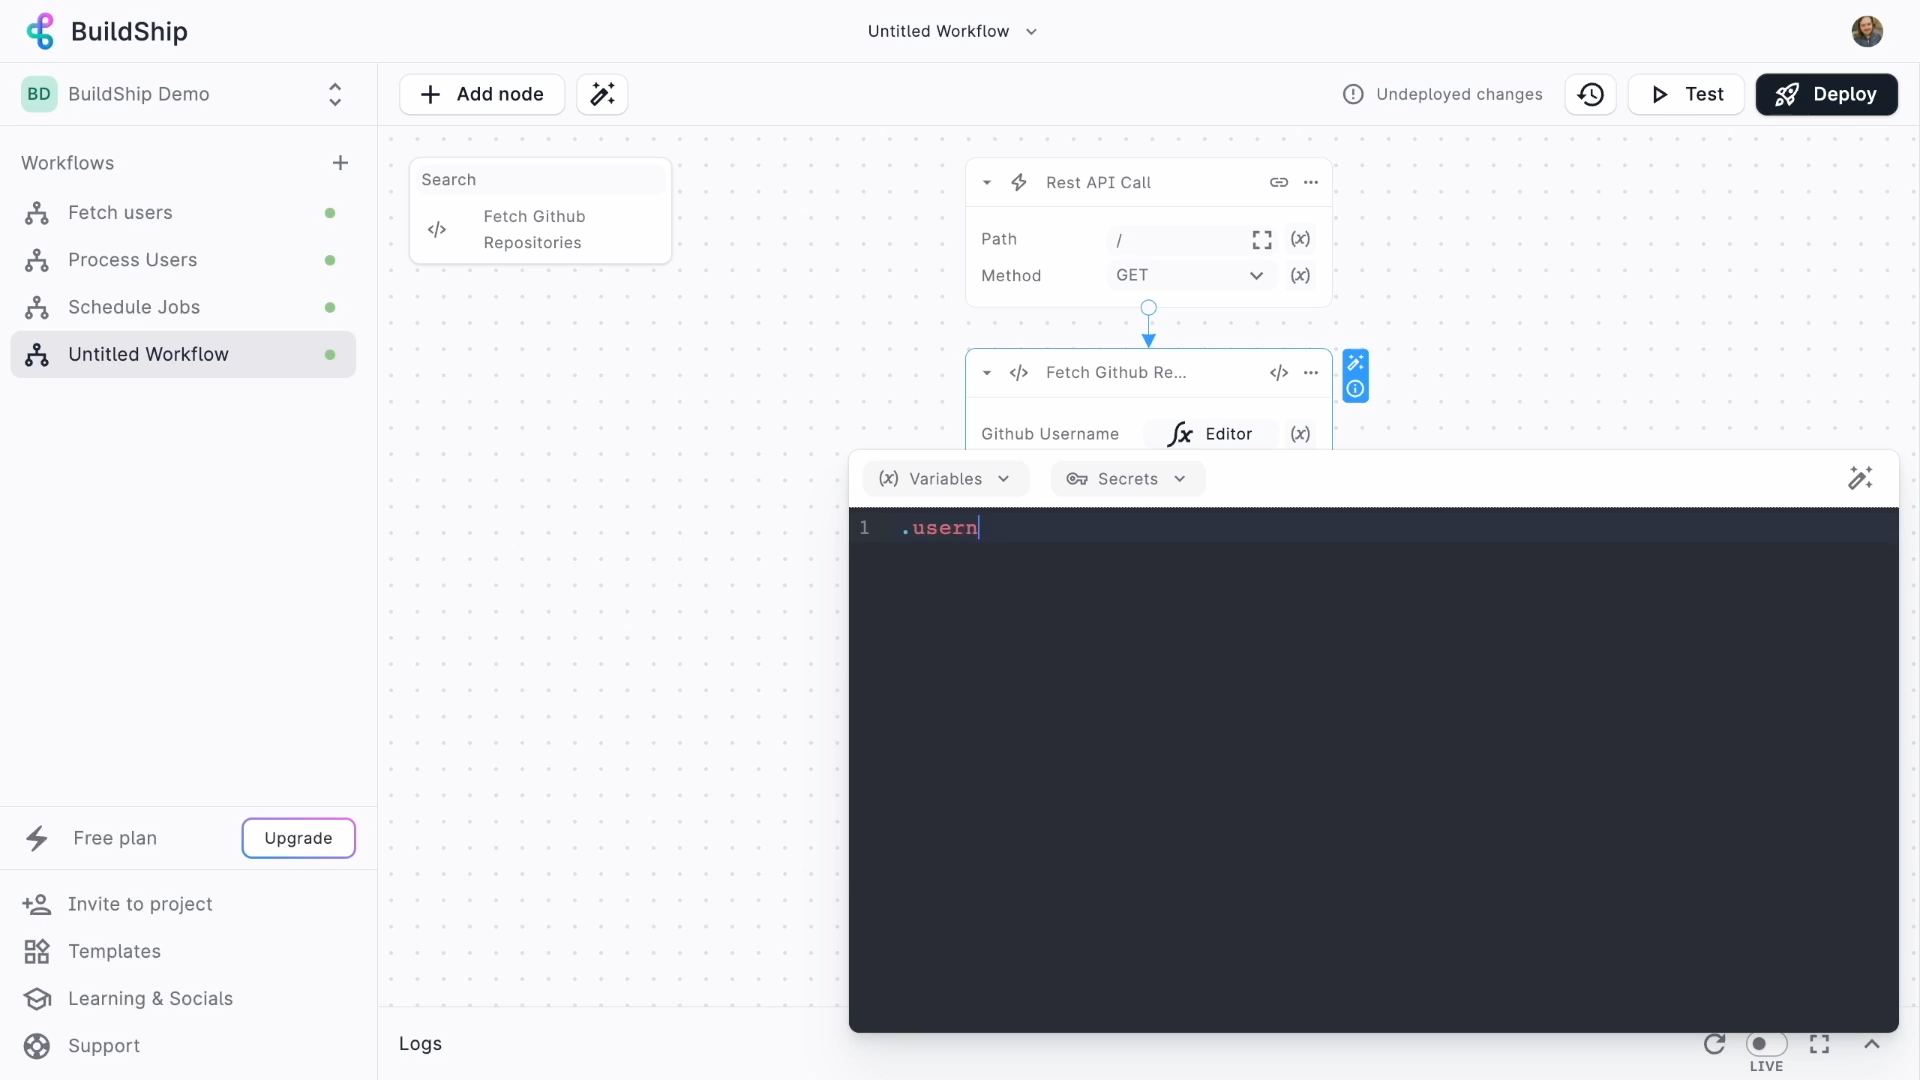 BuildShip
Untitled Workflow
BD BuildShip Demo
Add node
Undeployed changes
Test
Deploy
Workflows
Fetch users
Process Users
Schedule Jobs
Untitled Workflow
Search
Fetch Github
Repositories
Rest API Call
Path / (x)
Method GET (x)
Fetch Github Re...
Github Username Editor (x)
(x) Variables
Secrets
1 .usern
Free plan Upgrade
Invite to project
Templates
Learning & Socials
Support
Logs
LIVE